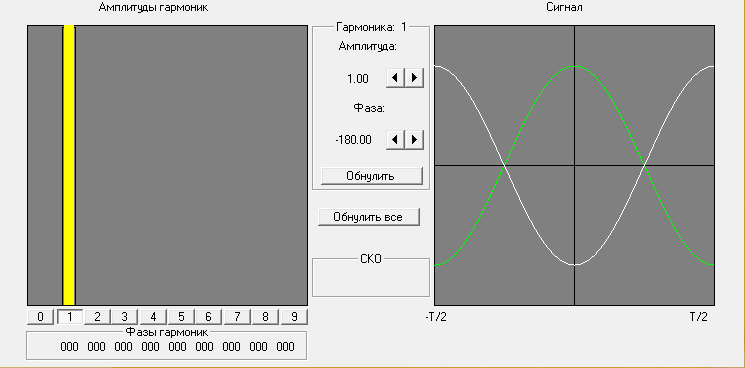 Амплитуды гармоник
0 1 2 3 4 5 6 7 8 9
Фазы гармоник
000 000 000 000 000 000 000 000 000
Гармоника: 1
Амплитуда:
1.00
Фаза:
-180.00
Обнулить
Обнулить все
СКО
Сигнал
-T/2 T/2